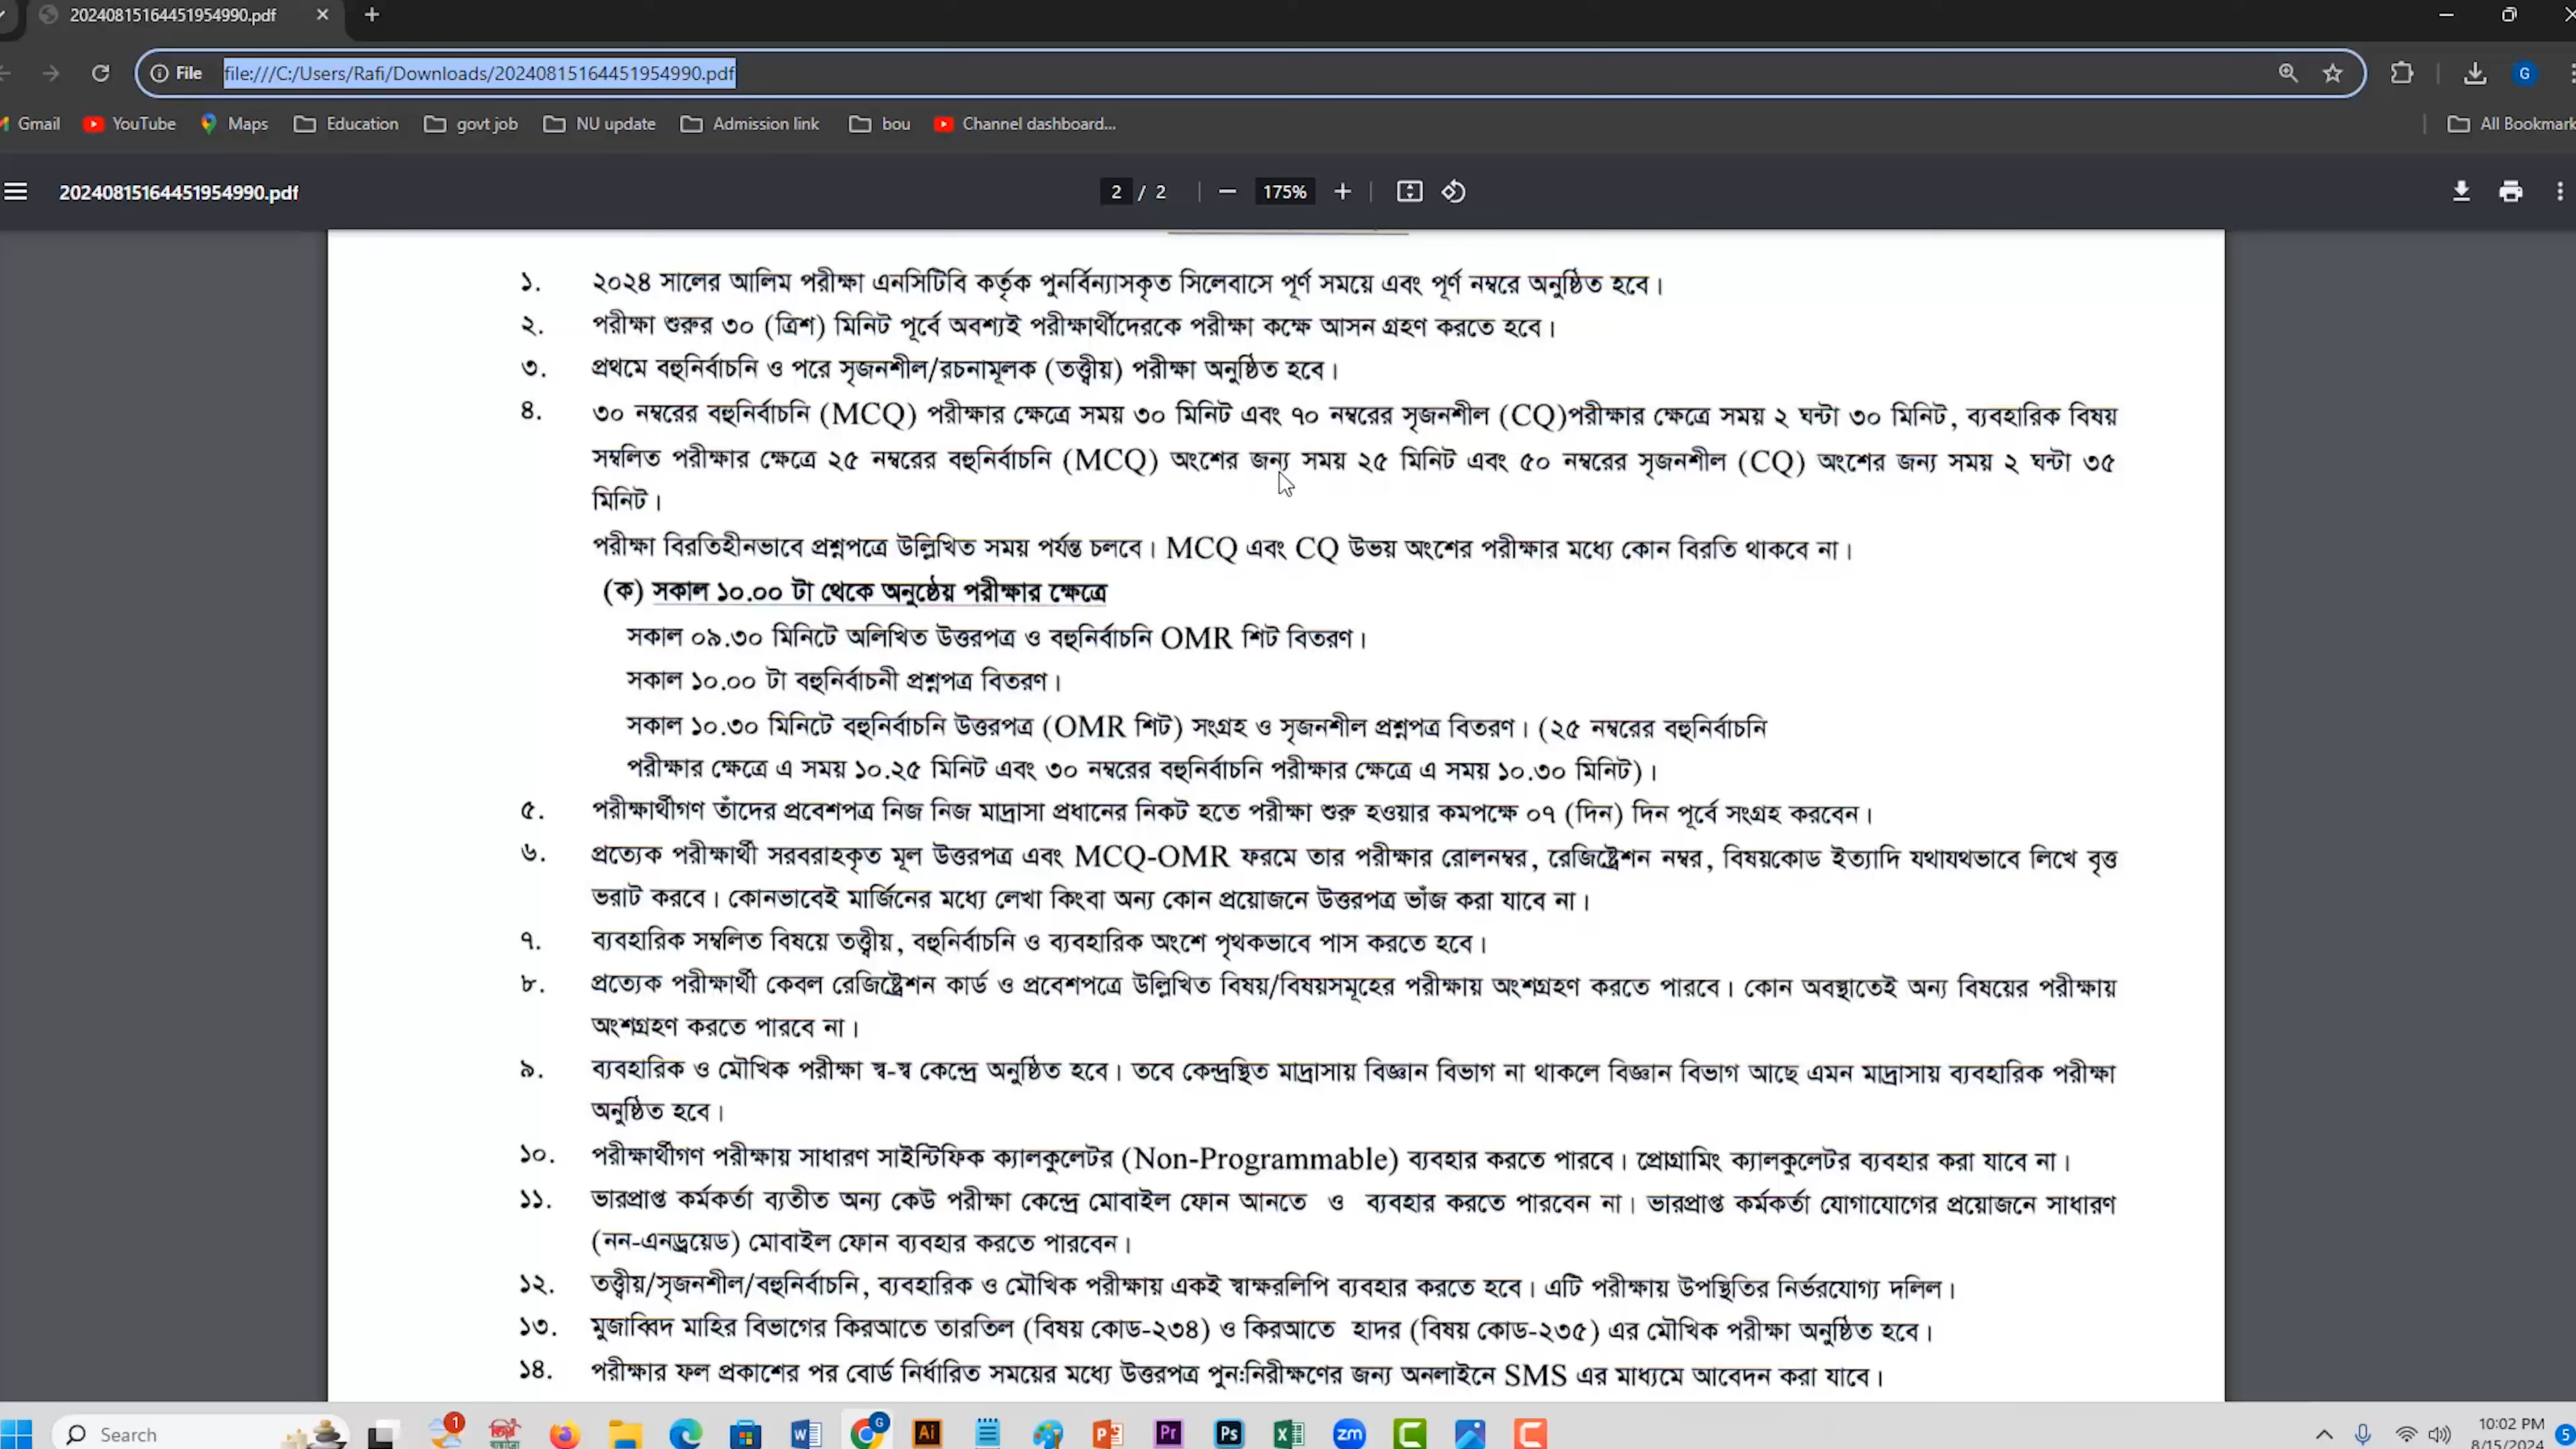 20240815164451954990.pdf
File file:///C:/Users/Rafi/Downloads/20240815164451954990.pdf
Gmail YouTube Maps Education govt job NU update Admission link bou Channel dashboard... All Bookmark
20240815164451954990.pdf 2 / 2 175%
১. ২০২৪ সালের আলিম পরীক্ষা এনসিটিবি কর্তৃক পুনর্বিন্যাসকৃত সিলেবাসে পূর্ণ সময়ে এবং পূর্ণ নম্বরে অনুষ্ঠিত হবে।
২. পরীক্ষা শুরুর ৩০ (ত্রিশ) মিনিট পূর্বে অবশ্যই পরীক্ষার্থীদেরকে পরীক্ষা কক্ষে আসন গ্রহণ করতে হবে।
৩. প্রথমে বহুনির্বাচনি ও পরে সৃজনশীল/রচনামূলক (তত্ত্বীয়) পরীক্ষা অনুষ্ঠিত হবে।
৪. ৩০ নম্বরের বহুনির্বাচনি (MCQ) পরীক্ষার ক্ষেত্রে সময় ৩০ মিনিট এবং ৭০ নম্বরের সৃজনশীল (CQ)পরীক্ষার ক্ষেত্রে সময় ২ ঘন্টা ৩০ মিনিট, ব্যবহারিক বিষয়
সম্বলিত পরীক্ষার ক্ষেত্রে ২৫ নম্বরের বহুনির্বাচনি (MCQ) অংশের জন্য সময় ২৫ মিনিট এবং ৫০ নম্বরের সৃজনশীল (CQ) অংশের জন্য সময় ২ ঘন্টা ৩৫
মিনিট।
পরীক্ষা বিরতিহীনভাবে প্রশ্নপত্রে উল্লিখিত সময় পর্যন্ত চলবে। MCQ এবং CQ উভয় অংশের পরীক্ষার মধ্যে কোন বিরতি থাকবে না।
(ক) সকাল ১০.০০ টা থেকে অনুষ্ঠেয় পরীক্ষার ক্ষেত্রে
সকাল ০৯.৩০ মিনিটে অলিখিত উত্তরপত্র ও বহুনির্বাচনি OMR শিট বিতরণ।
সকাল ১০.০০ টা বহুনির্বাচনী প্রশ্নপত্র বিতরণ।
সকাল ১০.৩০ মিনিটে বহুনির্বাচনি উত্তরপত্র (OMR শিট) সংগ্রহ ও সৃজনশীল প্রশ্নপত্র বিতরণ। (২৫ নম্বরের বহুনির্বাচনি
পরীক্ষার ক্ষেত্রে এ সময় ১০.২৫ মিনিট এবং ৩০ নম্বরের বহুনির্বাচনি পরীক্ষার ক্ষেত্রে এ সময় ১০.৩০ মিনিট)।
৫. পরীক্ষার্থীগণ তাঁদের প্রবেশপত্র নিজ নিজ মাদ্রাসা প্রধানের নিকট হতে পরীক্ষা শুরু হওয়ার কমপক্ষে ০৭ (দিন) দিন পূর্বে সংগ্রহ করবেন।
৬. প্রত্যেক পরীক্ষার্থী সরবরাহকৃত মূল উত্তরপত্র এবং MCQ-OMR ফরমে তার পরীক্ষার রোলনম্বর, রেজিষ্ট্রেশন নম্বর, বিষয়কোড ইত্যাদি যথাযথভাবে লিখে বৃত্ত
ভরাট করবে। কোনভাবেই মার্জিনের মধ্যে লেখা কিংবা অন্য কোন প্রয়োজনে উত্তরপত্র ভাঁজ করা যাবে না।
৭. ব্যবহারিক সম্বলিত বিষয়ে তত্ত্বীয়, বহুনির্বাচনি ও ব্যবহারিক অংশে পৃথকভাবে পাস করতে হবে।
৮. প্রত্যেক পরীক্ষার্থী কেবল রেজিষ্ট্রেশন কার্ড ও প্রবেশপত্রে উল্লিখিত বিষয়/বিষয়সমূহের পরীক্ষায় অংশগ্রহণ করতে পারবে। কোন অবস্থাতেই অন্য বিষয়ের পরীক্ষায়
অংশগ্রহণ করতে পারবে না।
৯. ব্যবহারিক ও মৌখিক পরীক্ষা স্ব-স্ব কেন্দ্রে অনুষ্ঠিত হবে। তবে কেন্দ্রস্থিত মাদ্রাসায় বিজ্ঞান বিভাগ না থাকলে বিজ্ঞান বিভাগ আছে এমন মাদ্রাসায় ব্যবহারিক পরীক্ষা
অনুষ্ঠিত হবে।
১০. পরীক্ষার্থীগণ পরীক্ষায় সাধারণ সাইন্টিফিক ক্যালকুলেটর (Non-Programmable) ব্যবহার করতে পারবে। প্রোগ্রামিং ক্যালকুলেটর ব্যবহার করা যাবে না।
১১. ভারপ্রাপ্ত কর্মকর্তা ব্যতীত অন্য কেউ পরীক্ষা কেন্দ্রে মোবাইল ফোন আনতে ও ব্যবহার করতে পারবেন না। ভারপ্রাপ্ত কর্মকর্তা যোগাযোগের প্রয়োজনে সাধারণ
(নন-এনড্রয়েড) মোবাইল ফোন ব্যবহার করতে পারবেন।
১২. তত্ত্বীয়/সৃজনশীল/বহুনির্বাচনি, ব্যবহারিক ও মৌখিক পরীক্ষায় একই স্বাক্ষরলিপি ব্যবহার করতে হবে। এটি পরীক্ষায় উপস্থিতির নির্ভরযোগ্য দলিল।
১৩. মুজাব্বিদ মাহির বিভাগের কিরআতে তারতিল (বিষয় কোড-২৩৪) ও কিরআতে হাদর (বিষয় কোড-২৩৫) এর মৌখিক পরীক্ষা অনুষ্ঠিত হবে।
১৪. পরীক্ষার ফল প্রকাশের পর বোর্ড নির্ধারিত সময়ের মধ্যে উত্তরপত্র পুনঃনিরীক্ষণের জন্য অনলাইনে SMS এর মাধ্যমে আবেদন করা যাবে।
Search 10:02 PM
8/15/2024